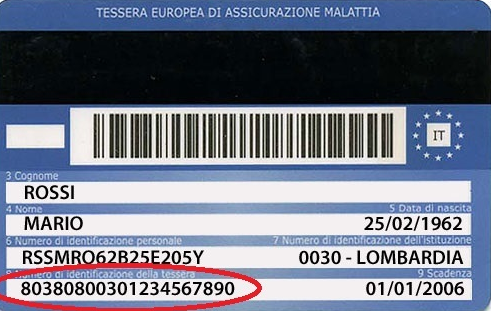 TESSERA EUROPEA DI ASSICURAZIONE MALATTIA
IT
3 Cognome
ROSSI
4 Nome 5 Data di nascita
MARIO 25/02/1962
6 Numero di identificazione personale 7 Numero di identificazione dell'istituzione
RSSMRO62B25E205Y 0030 - LOMBARDIA
8 Numero di identificazione della tessera 9 Scadenza
80380800301234567890 01/01/2006